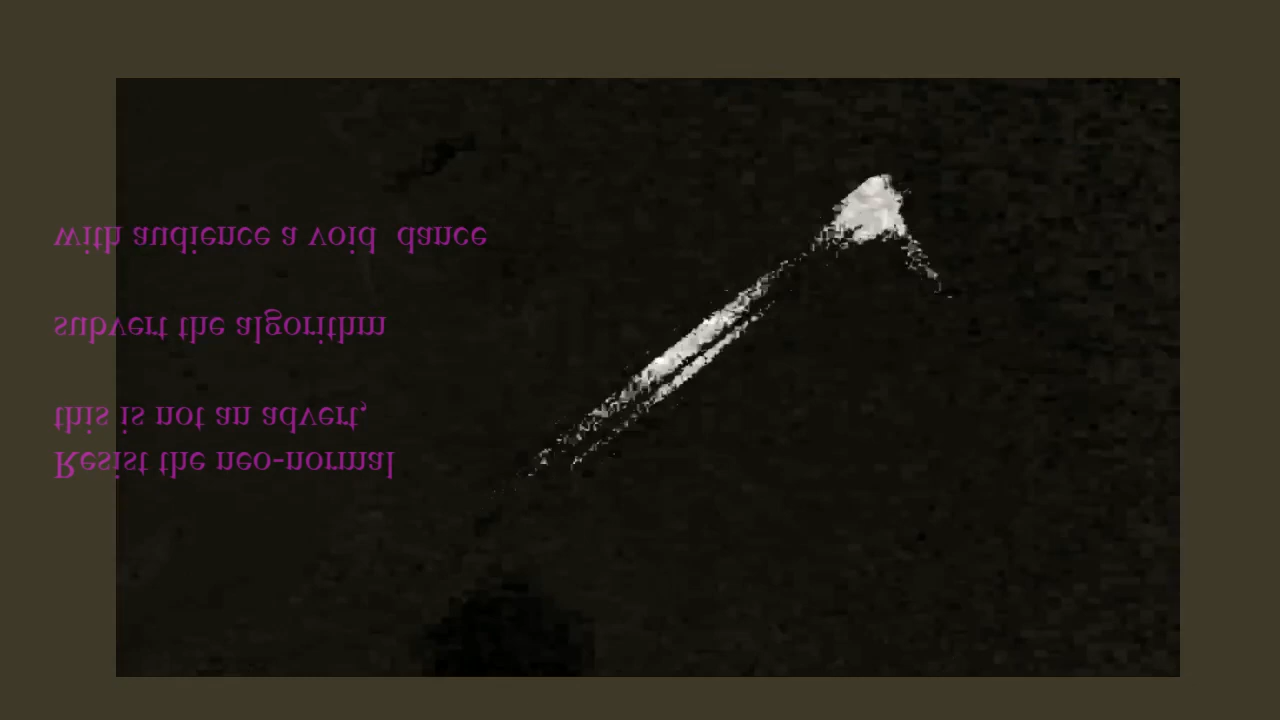 Resist the neo-normal
this is not an advert,
subvert the algorithm
with audience a void  dance